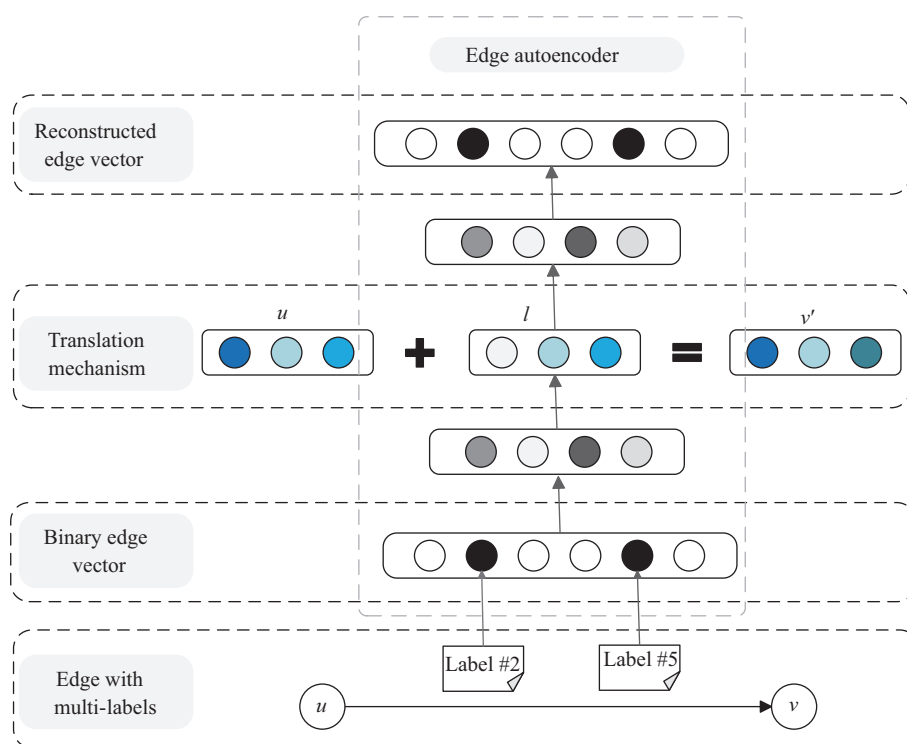 Edge autoencoder
Reconstructed
edge vector
u
l
v′
Translation
mechanism
+
=
Binary edge
vector
Label #2
Label #5
Edge with
multi-labels
u
v